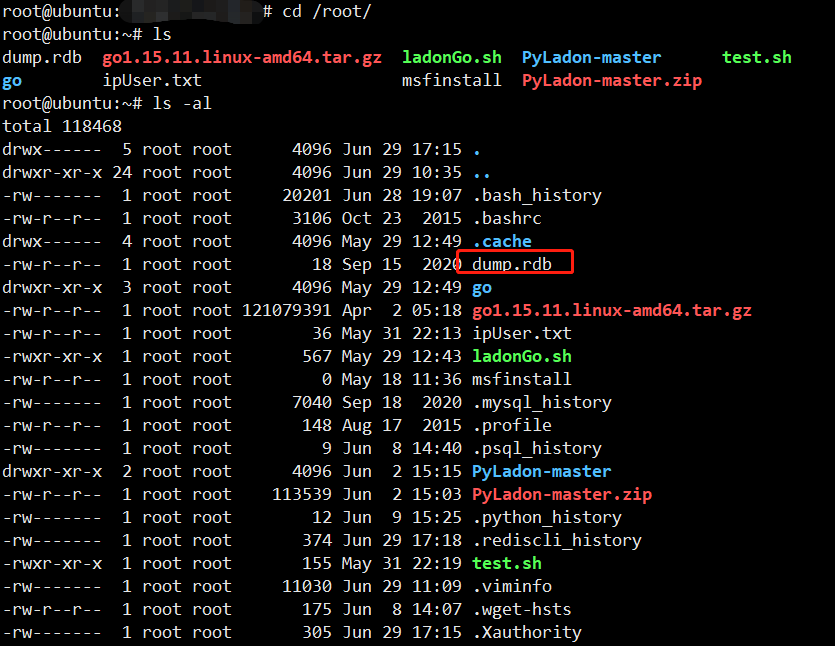 root@ubuntu: # cd /root/
root@ubuntu:~# ls
dump.rdb  go1.15.11.linux-amd64.tar.gz  ladonGo.sh  PyLadon-master      test.sh
go        ipUser.txt                    msfinstall  PyLadon-master.zip
root@ubuntu:~# ls -al
total 118468
drwx------  5 root root      4096 Jun 29 17:15 .
drwxr-xr-x 24 root root      4096 Jun 29 10:35 ..
-rw-------  1 root root     20201 Jun 28 19:07 .bash_history
-rw-r--r--  1 root root      3106 Oct 23  2015 .bashrc
drwx------  4 root root      4096 May 29 12:49 .cache
-rw-r--r--  1 root root        18 Sep 15  2020 dump.rdb
drwxr-xr-x  3 root root      4096 May 29 12:49 go
-rw-r--r--  1 root root 121079391 Apr  2 05:18 go1.15.11.linux-amd64.tar.gz
-rw-r--r--  1 root root        36 May 31 22:13 ipUser.txt
-rwxr-xr-x  1 root root       567 May 29 12:43 ladonGo.sh
-rw-r--r--  1 root root         0 May 18 11:36 msfinstall
-rw-------  1 root root      7040 Sep 18  2020 .mysql_history
-rw-r--r--  1 root root       148 Aug 17  2015 .profile
-rw-------  1 root root         9 Jun  8 14:40 .psql_history
drwxr-xr-x  2 root root      4096 Jun  2 15:15 PyLadon-master
-rw-r--r--  1 root root    113539 Jun  2 15:03 PyLadon-master.zip
-rw-------  1 root root        12 Jun  9 15:25 .python_history
-rw-------  1 root root       374 Jun 29 17:18 .rediscli_history
-rwxr-xr-x  1 root root       155 May 31 22:19 test.sh
-rw-------  1 root root     11030 Jun 29 11:09 .viminfo
-rw-r--r--  1 root root       175 Jun  8 14:07 .wget-hsts
-rw-------  1 root root       305 Jun 29 17:15 .Xauthority